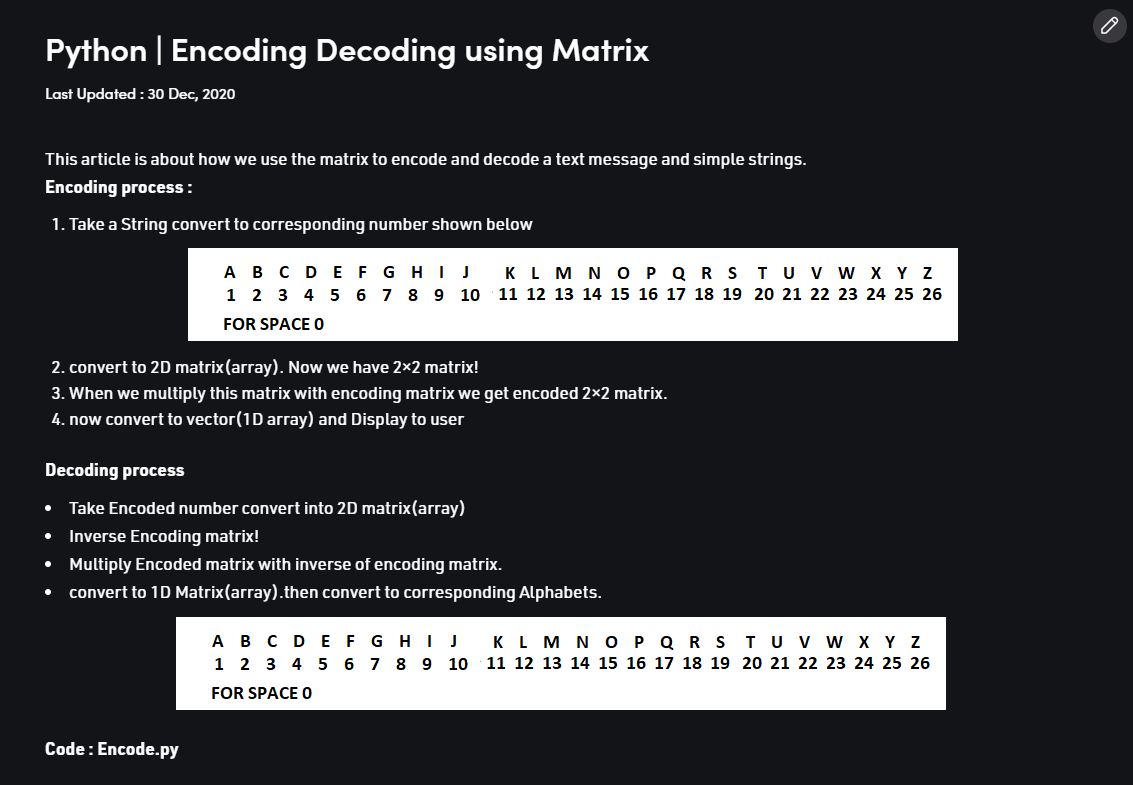 Python | Encoding Decoding using Matrix
Last Updated : 30 Dec, 2020
This article is about how we use the matrix to encode and decode a text message and simple strings.
Encoding process :
1. Take a String convert to corresponding number shown below
A B C D E F G H I J K L M N O P Q R S T U V W X Y Z
1 2 3 4 5 6 7 8 9 10 11 12 13 14 15 16 17 18 19 20 21 22 23 24 25 26
FOR SPACE 0
2. convert to 2D matrix(array). Now we have 2×2 matrix!
3. When we multiply this matrix with encoding matrix we get encoded 2×2 matrix.
4. now convert to vector(1D array) and Display to user
Decoding process
• Take Encoded number convert into 2D matrix(array)
• Inverse Encoding matrix!
• Multiply Encoded matrix with inverse of encoding matrix.
• convert to 1D Matrix(array).then convert to corresponding Alphabets.
A B C D E F G H I J K L M N O P Q R S T U V W X Y Z
1 2 3 4 5 6 7 8 9 10 11 12 13 14 15 16 17 18 19 20 21 22 23 24 25 26
FOR SPACE 0
Code : Encode.py